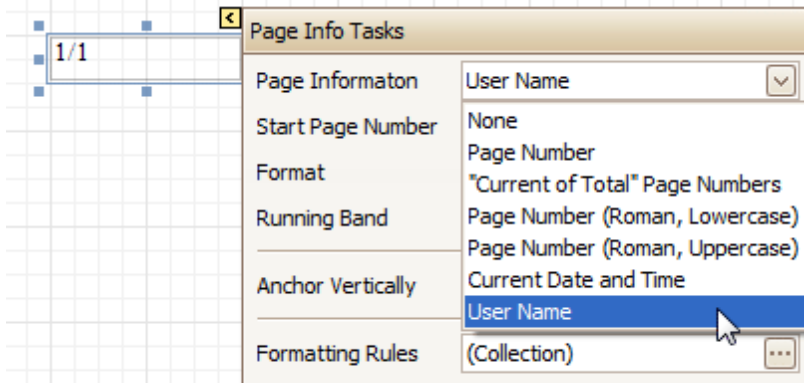 Page Info Tasks
1/1
Page Informaton User Name
Start Page Number
None
Page Number
Format
"Current of Total" Page Numbers
Running Band
Page Number (Roman, Lowercase)
Page Number (Roman, Uppercase)
Anchor Vertically
Current Date and Time
User Name
Formatting Rules (Collection)